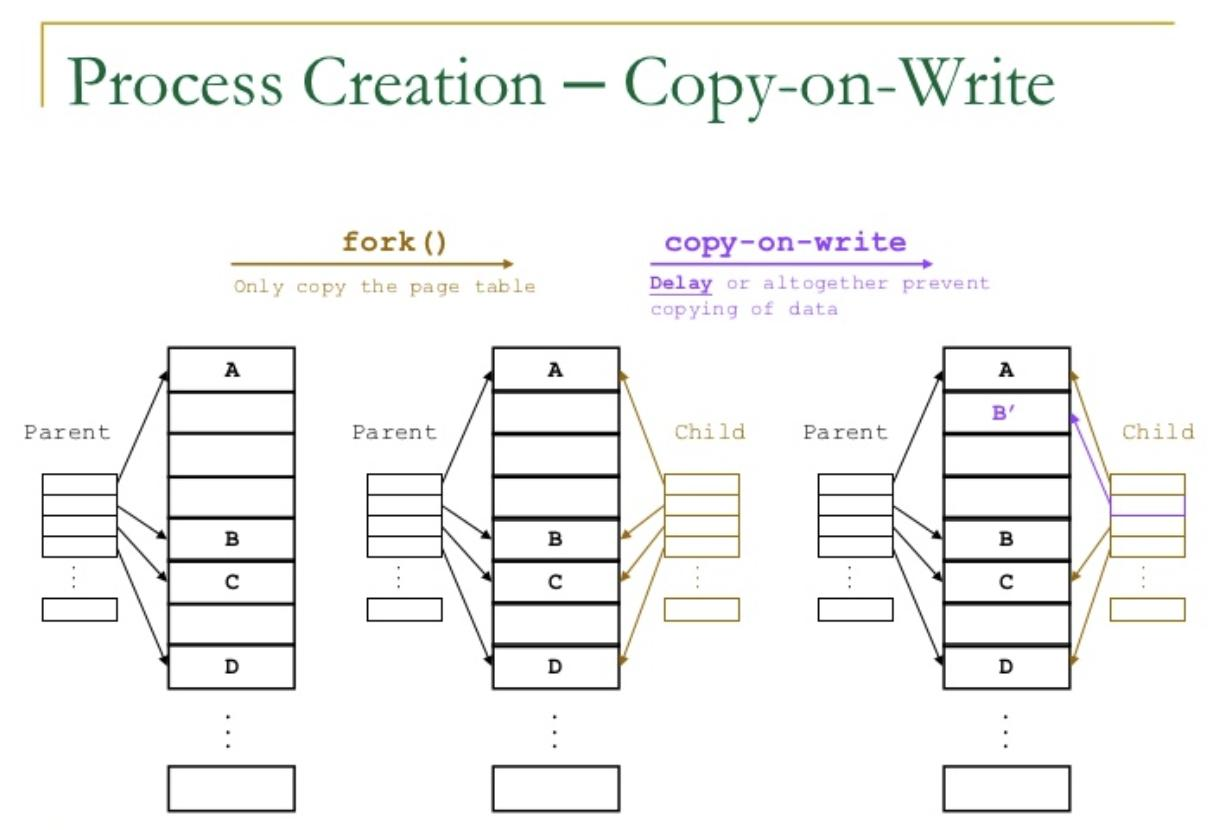 Process Creation – Copy-on-Write
fork()
Only copy the page table
copy-on-write
Delay or altogether prevent
copying of data
Parent
A
B
C
D
Parent
A
B
C
D
Child
Parent
A
B′
B
C
D
Child